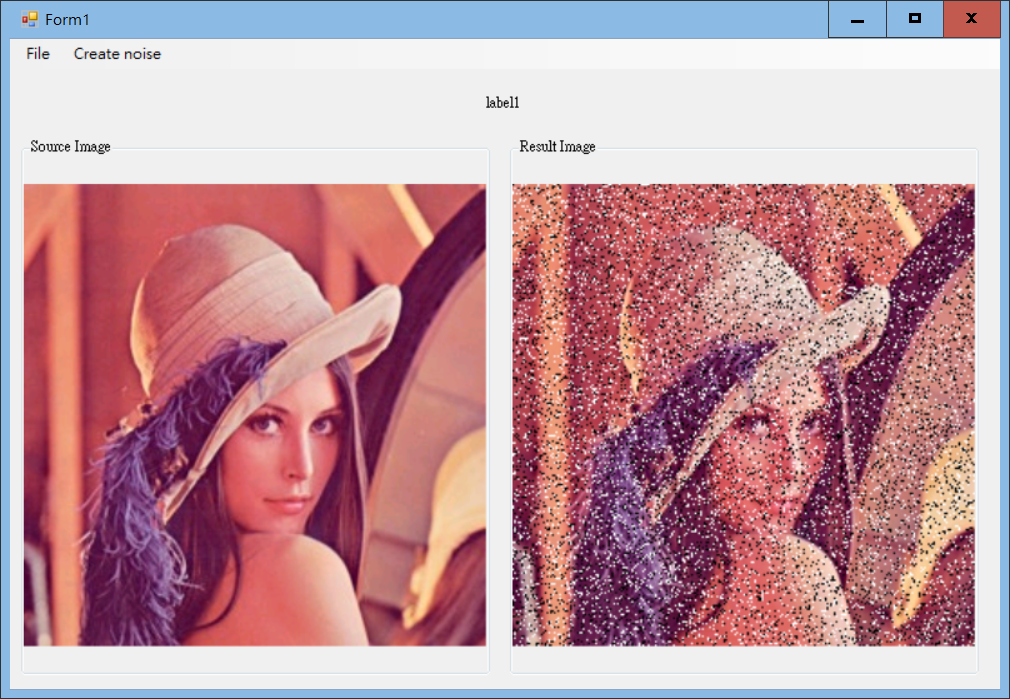 Form1
File Create noise
label1
Source Image Result Image